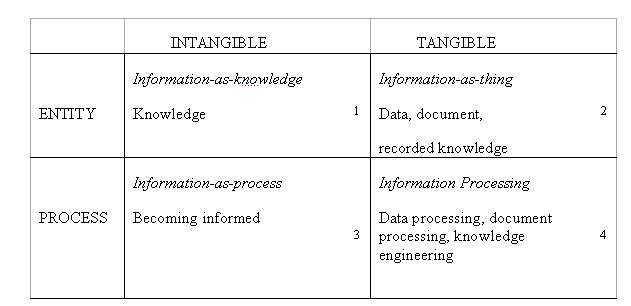 INTANGIBLE TANGIBLE
Information-as-knowledge Information-as-thing
ENTITY Knowledge 1 Data, document, 2
recorded knowledge
Information-as-process Information Processing
PROCESS Becoming informed Data processing, document
3 processing, knowledge 4
engineering